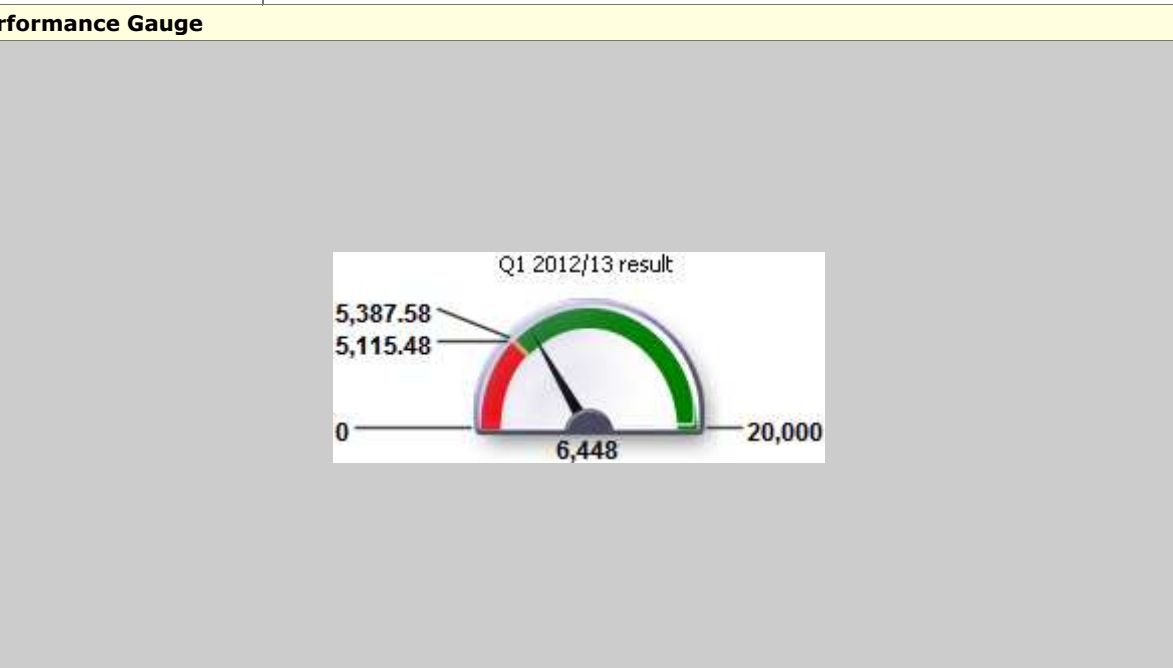 rformance Gauge
Q1 2012/13 result
5,387.58
5,115.48
0
20,000
6,448